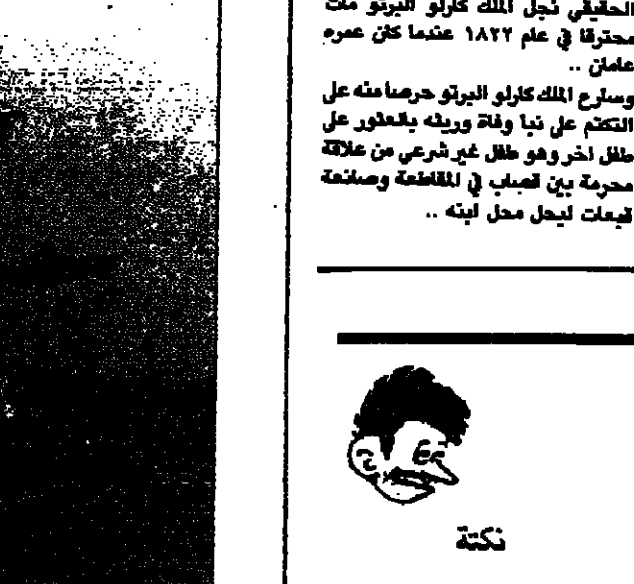 الحقيقي نجل الملك كارلو البرتو مات
محترقا في عام ١٨٢٢ عندما كان عمره
عامان ..
وسارع الملك كارلو البرتو حرصا منه على
التكتم على نبا وفاة وريثه بالعثور على
طفل اخر وهو طفل غير شرعي من علاقة
محرمة بين قصاب في المقاطعة وصانعة
قبعات ليحل محل ابنه ..
نكتة